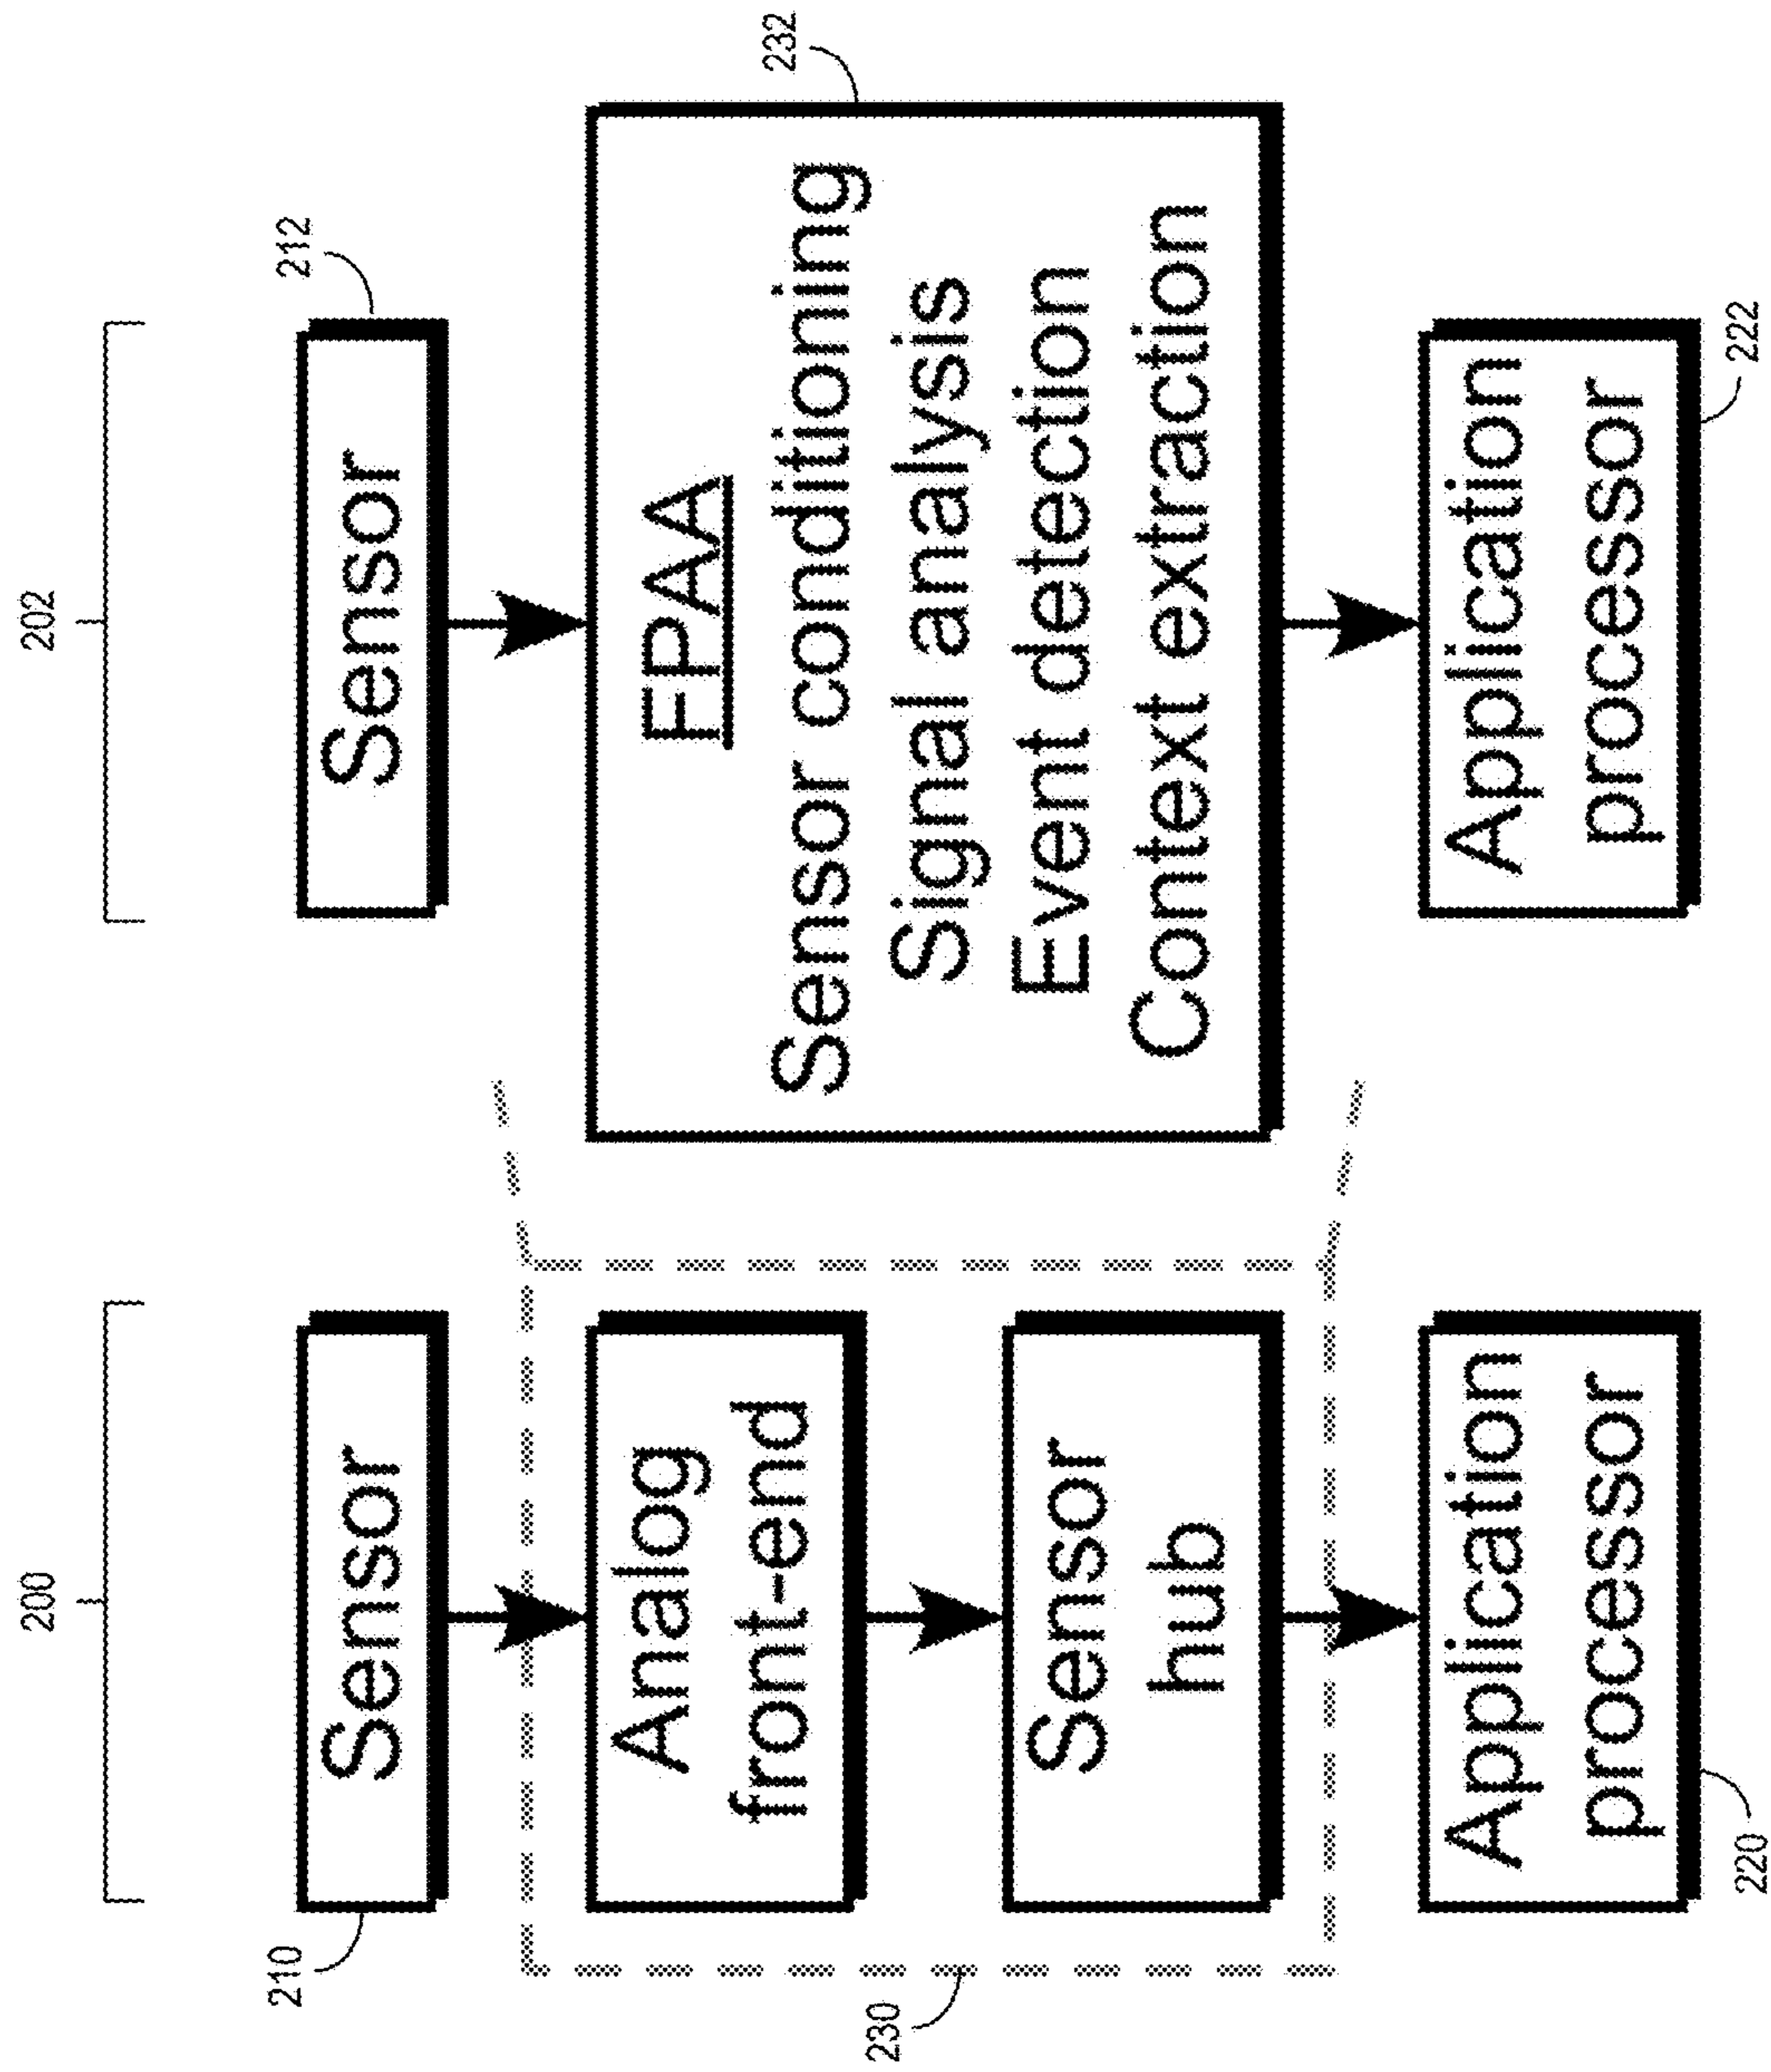 200
202
210
Sensor
212
Sensor
230
Analog
front-end
Sensor
hub
232
FPAA
Sensor conditioning
Signal analysis
Event detection
Context extraction
Application
processor
220
Application
processor
222